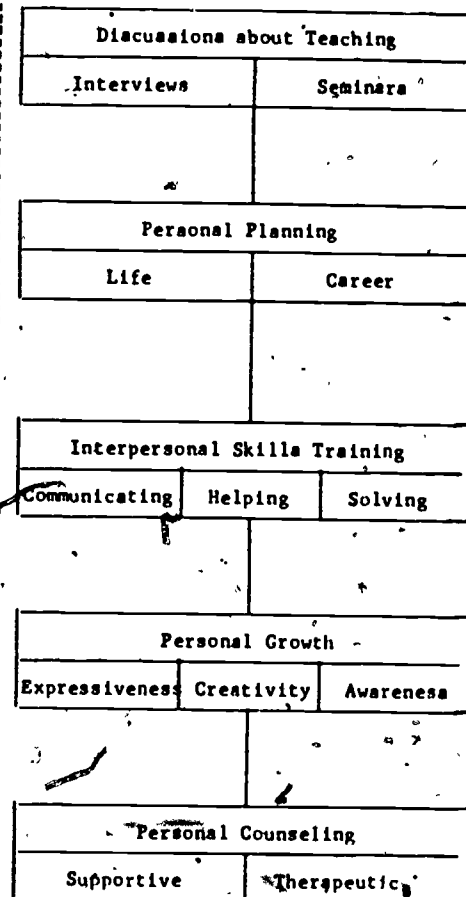 Discussions about Teaching
Interviews Seminars
Personal Planning
Life Career
Interpersonal Skills Training
Communicating Helping Solving
Personal Growth
Expressiveness Creativity Awareness
Personal Counseling
Supportive Therapeutic